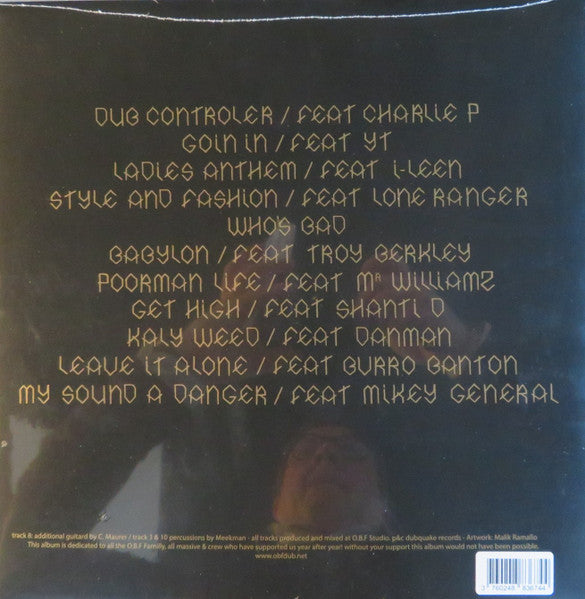 DUB CONTROLER / FEAT CHARLIE P
GOIN IN / FEAT YT
LADIES ANTHEM / FEAT I-LEEN
STYLE AND FASHION / FEAT LONE RANGER
WHO'S BAD
BABYLON / FEAT TROY BERKLEY
POORMAN LIFE / FEAT MR WILLIAMZ
GET HIGH / FEAT SHANTI D
KALY WEED / FEAT DANMAN
LEAVE IT ALONE / FEAT BURRO BANTON
MY SOUND A DANGER / FEAT MIKEY GENERAL
track 8: additional guitard by C. Maurer / track 3 & 10 percussions by Meekman - all tracks produced and mixed at O.B.F Studio. p&c dubquake records - Artwork: Malik Ramallo
This album is dedicated to all the O.B.F Familly, all massive & crew who have supported us year after year! without your support this album would not have been possible.
www.obfdub.net
3 760248 836744